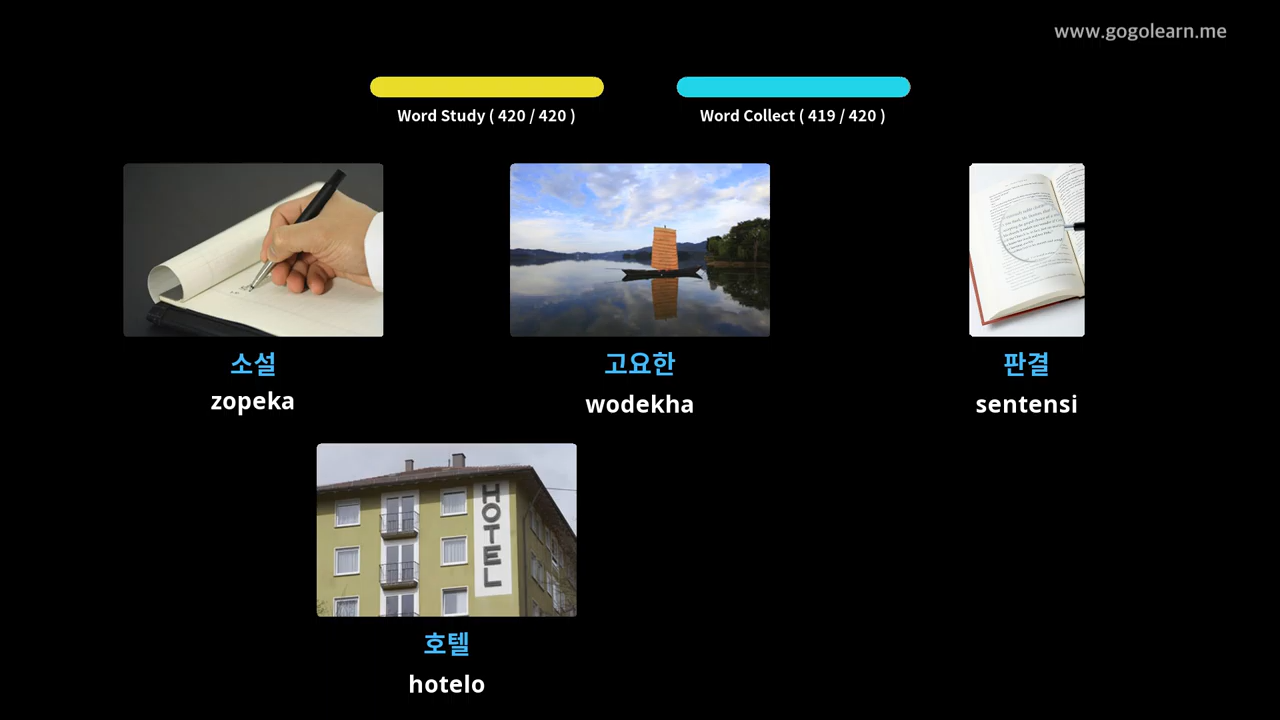 www.gogolearn.me
Word Study ( 420 / 420 )
Word Collect ( 419 / 420 )
소설
zopeka
고요한
wodekha
판결
sentensi
HOTEL
호텔
hotelo